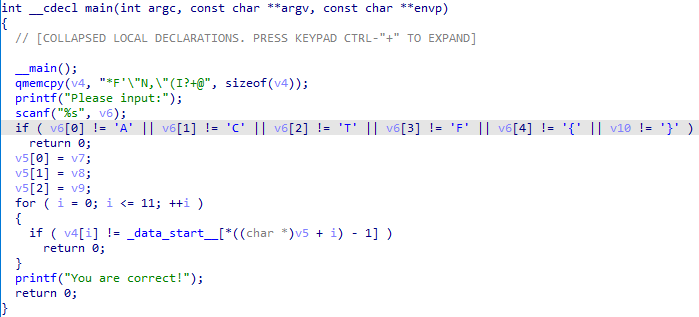 int __cdecl main(int argc, const char **argv, const char **envp)
{
  // [COLLAPSED LOCAL DECLARATIONS. PRESS KEYPAD CTRL-"+" TO EXPAND]

  __main();
  qmemcpy(v4, "*F'\"N,\"(I?+@", sizeof(v4));
  printf("Please input:");
  scanf("%s", v6);
  if ( v6[0] != 'A' || v6[1] != 'C' || v6[2] != 'T' || v6[3] != 'F' || v6[4] != '{' || v10 != '}' )
    return 0;
  v5[0] = v7;
  v5[1] = v8;
  v5[2] = v9;
  for ( i = 0; i <= 11; ++i )
  {
    if ( v4[i] != _data_start__[*((char *)v5 + i) - 1] )
      return 0;
  }
  printf("You are correct!");
  return 0;
}